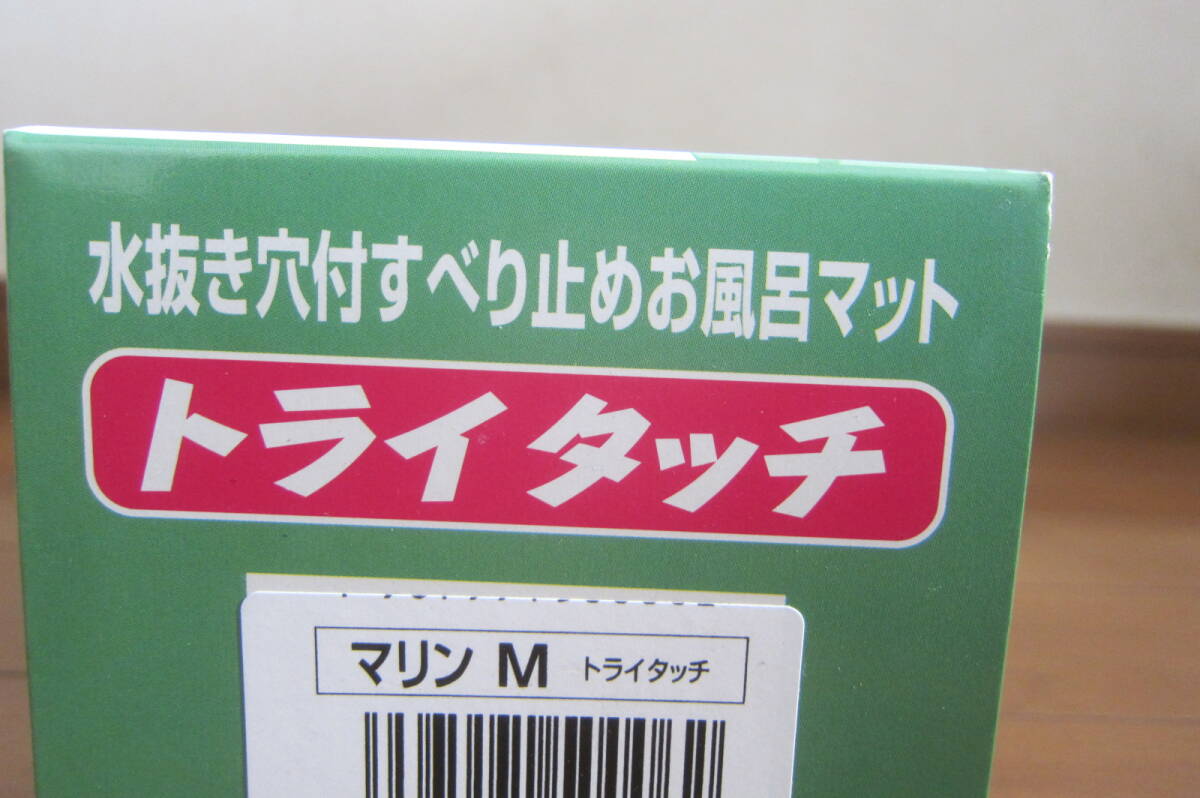 水抜き穴付すべり止めお風呂マット
トライタッチ
マリン M トライタッチ